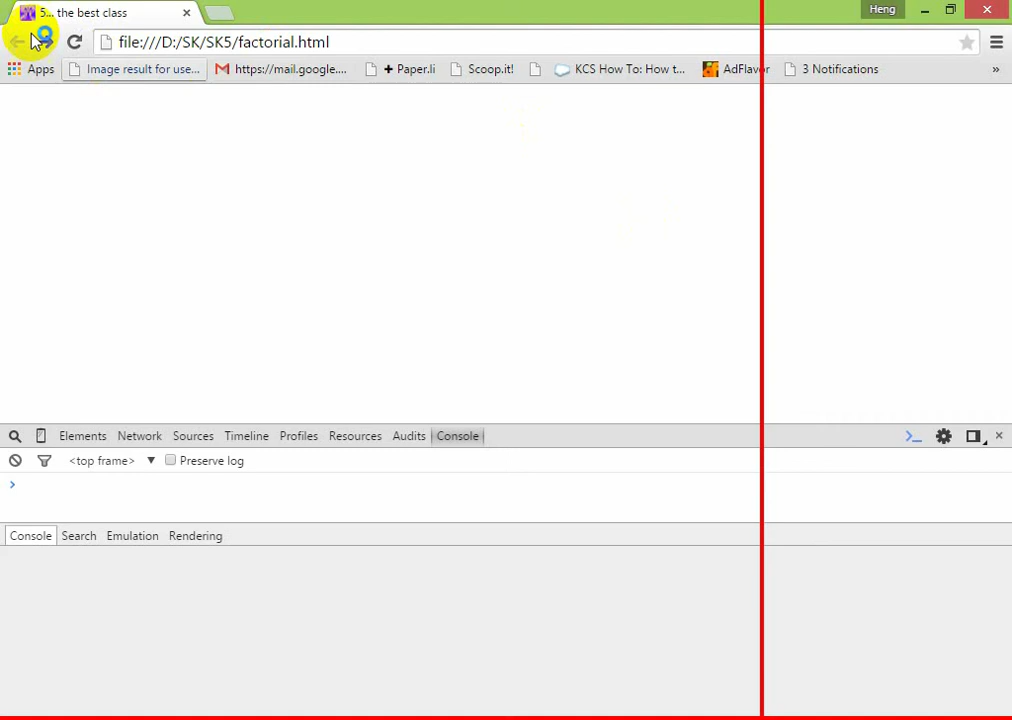 5... the best class
Heng
file:///D:/SK/SK5/factorial.html
Apps Image result for use... https://mail.google.... + Paper.li Scoop.it! KCS How To: How t... AdFlavor 3 Notifications »
Elements Network Sources Timeline Profiles Resources Audits Console
<top frame> Preserve log
Console Search Emulation Rendering